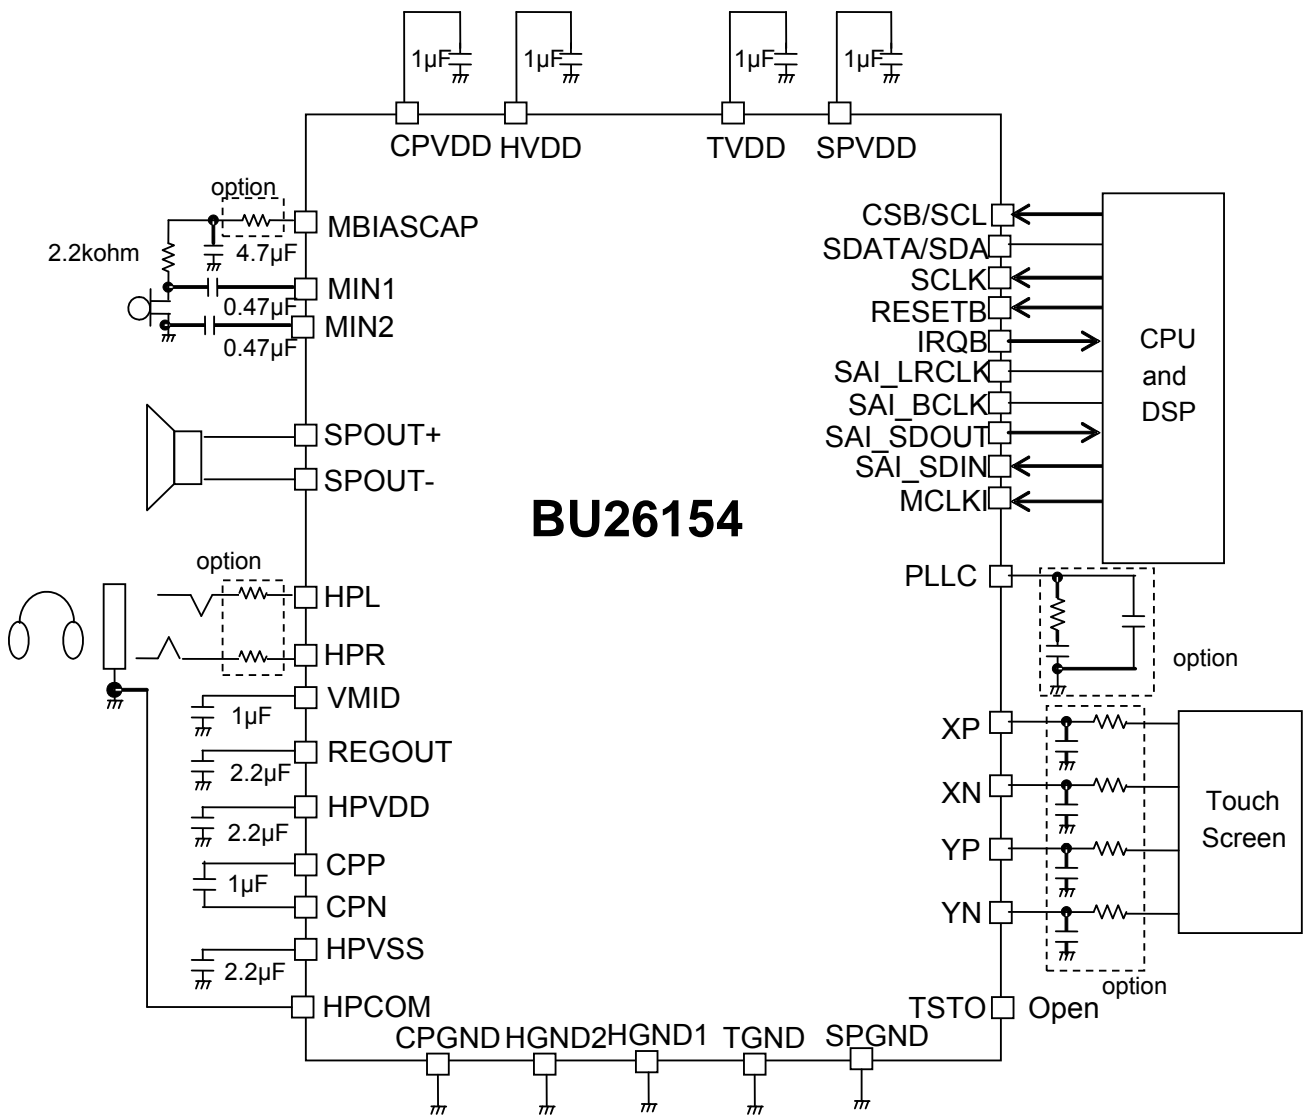 1µF
1µF
1µF
1µF
CPVDD
HVDD
TVDD
SPVDD
option
MBIASCAP
2.2kohm
4.7µF
MIN1
0.47µF
MIN2
0.47µF
SPOUT+
SPOUT-
BU26154
option
HPL
HPR
VMID
1µF
REGOUT
2.2µF
HPVDD
2.2µF
CPP
1µF
CPN
HPVSS
2.2µF
HPCOM
CSB/SCL
SDATA/SDA
SCLK
RESETB
IRQB
SAI_LRCLK
SAI_BCLK
SAI_SDOUT
SAI_SDIN
MCLKI
CPU
and
DSP
PLLC
option
XP
XN
YP
YN
Touch
Screen
option
TSTO
Open
CPGND
HGND2
HGND1
TGND
SPGND